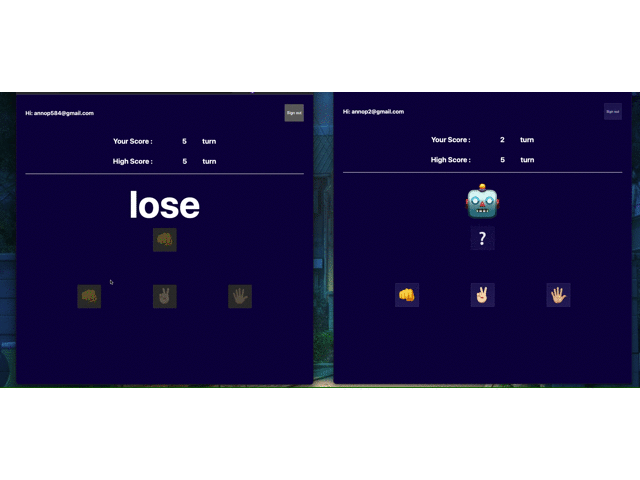 Hi: annop584@gmail.com
Sign out
Your Score : 5 turn
High Score : 5 turn
lose
Hi: annop2@gmail.com
Sign out
Your Score : 2 turn
High Score : 5 turn
?